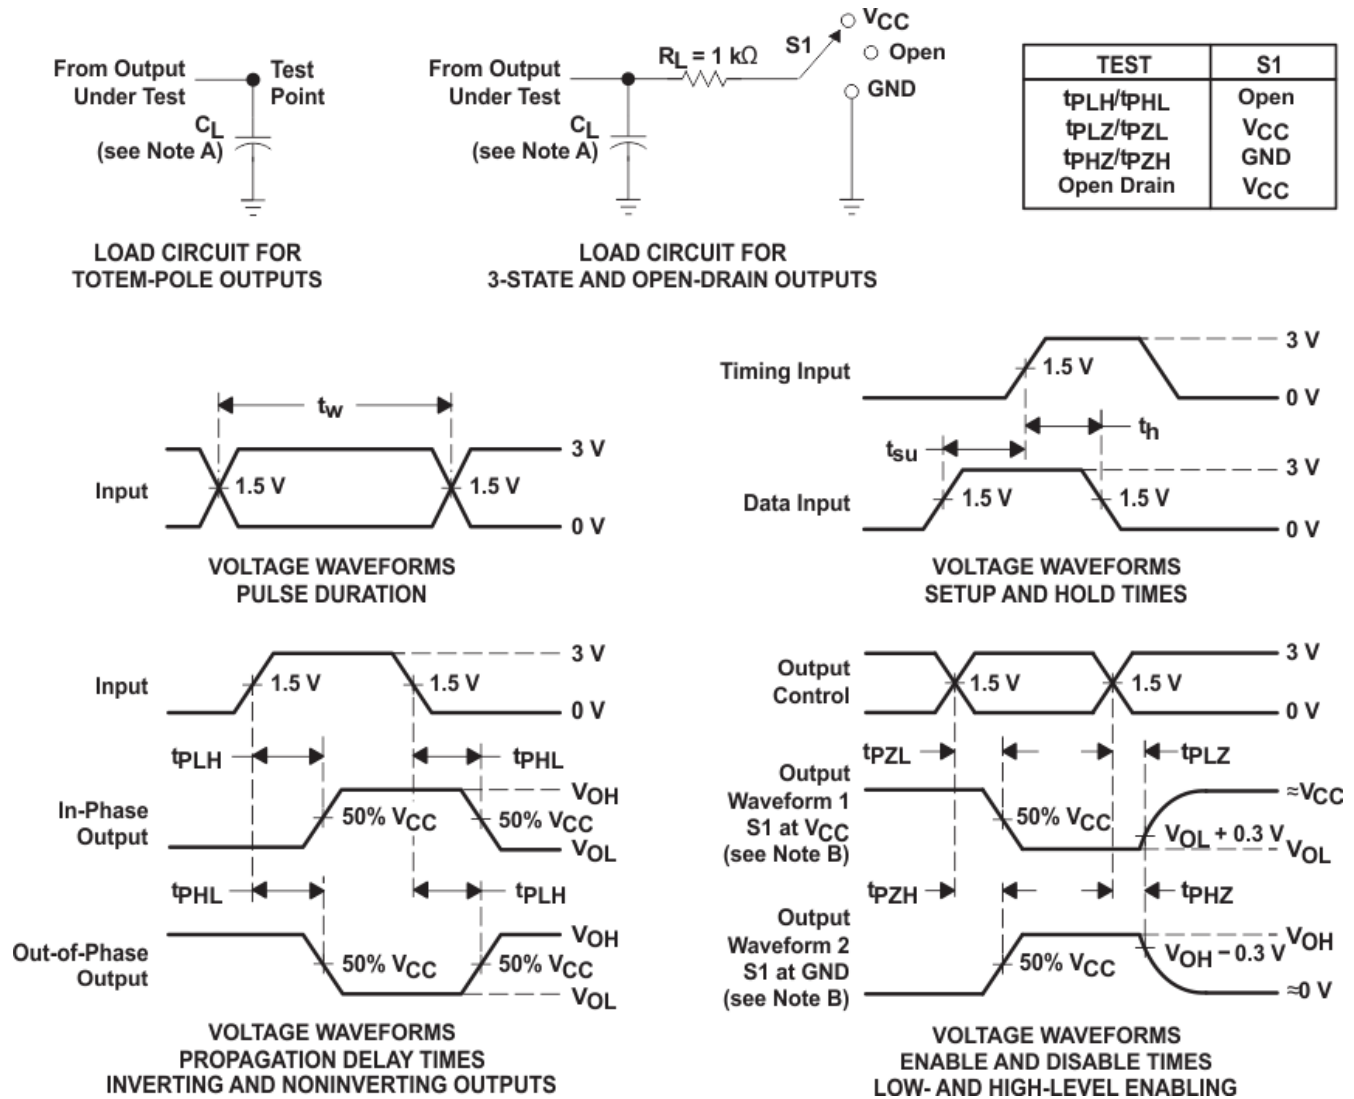 From Output
Under Test
Test
Point
CL
(see Note A)
LOAD CIRCUIT FOR
TOTEM-POLE OUTPUTS
From Output
Under Test
CL
(see Note A)
RL = 1 kΩ
S1
VCC
Open
GND
LOAD CIRCUIT FOR
3-STATE AND OPEN-DRAIN OUTPUTS
TEST S1
tPLH/tPHL Open
tPLZ/tPZL VCC
tPHZ/tPZH GND
Open Drain VCC
tw
Input
1.5 V
1.5 V
3 V
0 V
VOLTAGE WAVEFORMS
PULSE DURATION
Timing Input
1.5 V
3 V
0 V
th
tsu
Data Input
1.5 V
1.5 V
3 V
0 V
VOLTAGE WAVEFORMS
SETUP AND HOLD TIMES
Input
1.5 V
1.5 V
3 V
0 V
tPLH
tPHL
In-Phase
Output
50% VCC
50% VCC
VOH
VOL
tPHL
tPLH
Out-of-Phase
Output
50% VCC
50% VCC
VOH
VOL
VOLTAGE WAVEFORMS
PROPAGATION DELAY TIMES
INVERTING AND NONINVERTING OUTPUTS
Output
Control
1.5 V
1.5 V
3 V
0 V
tPZL
tPLZ
Output
Waveform 1
S1 at VCC
(see Note B)
50% VCC
VOL + 0.3 V
≈VCC
VOL
tPZH
tPHZ
Output
Waveform 2
S1 at GND
(see Note B)
50% VCC
VOH − 0.3 V
VOH
≈0 V
VOLTAGE WAVEFORMS
ENABLE AND DISABLE TIMES
LOW- AND HIGH-LEVEL ENABLING